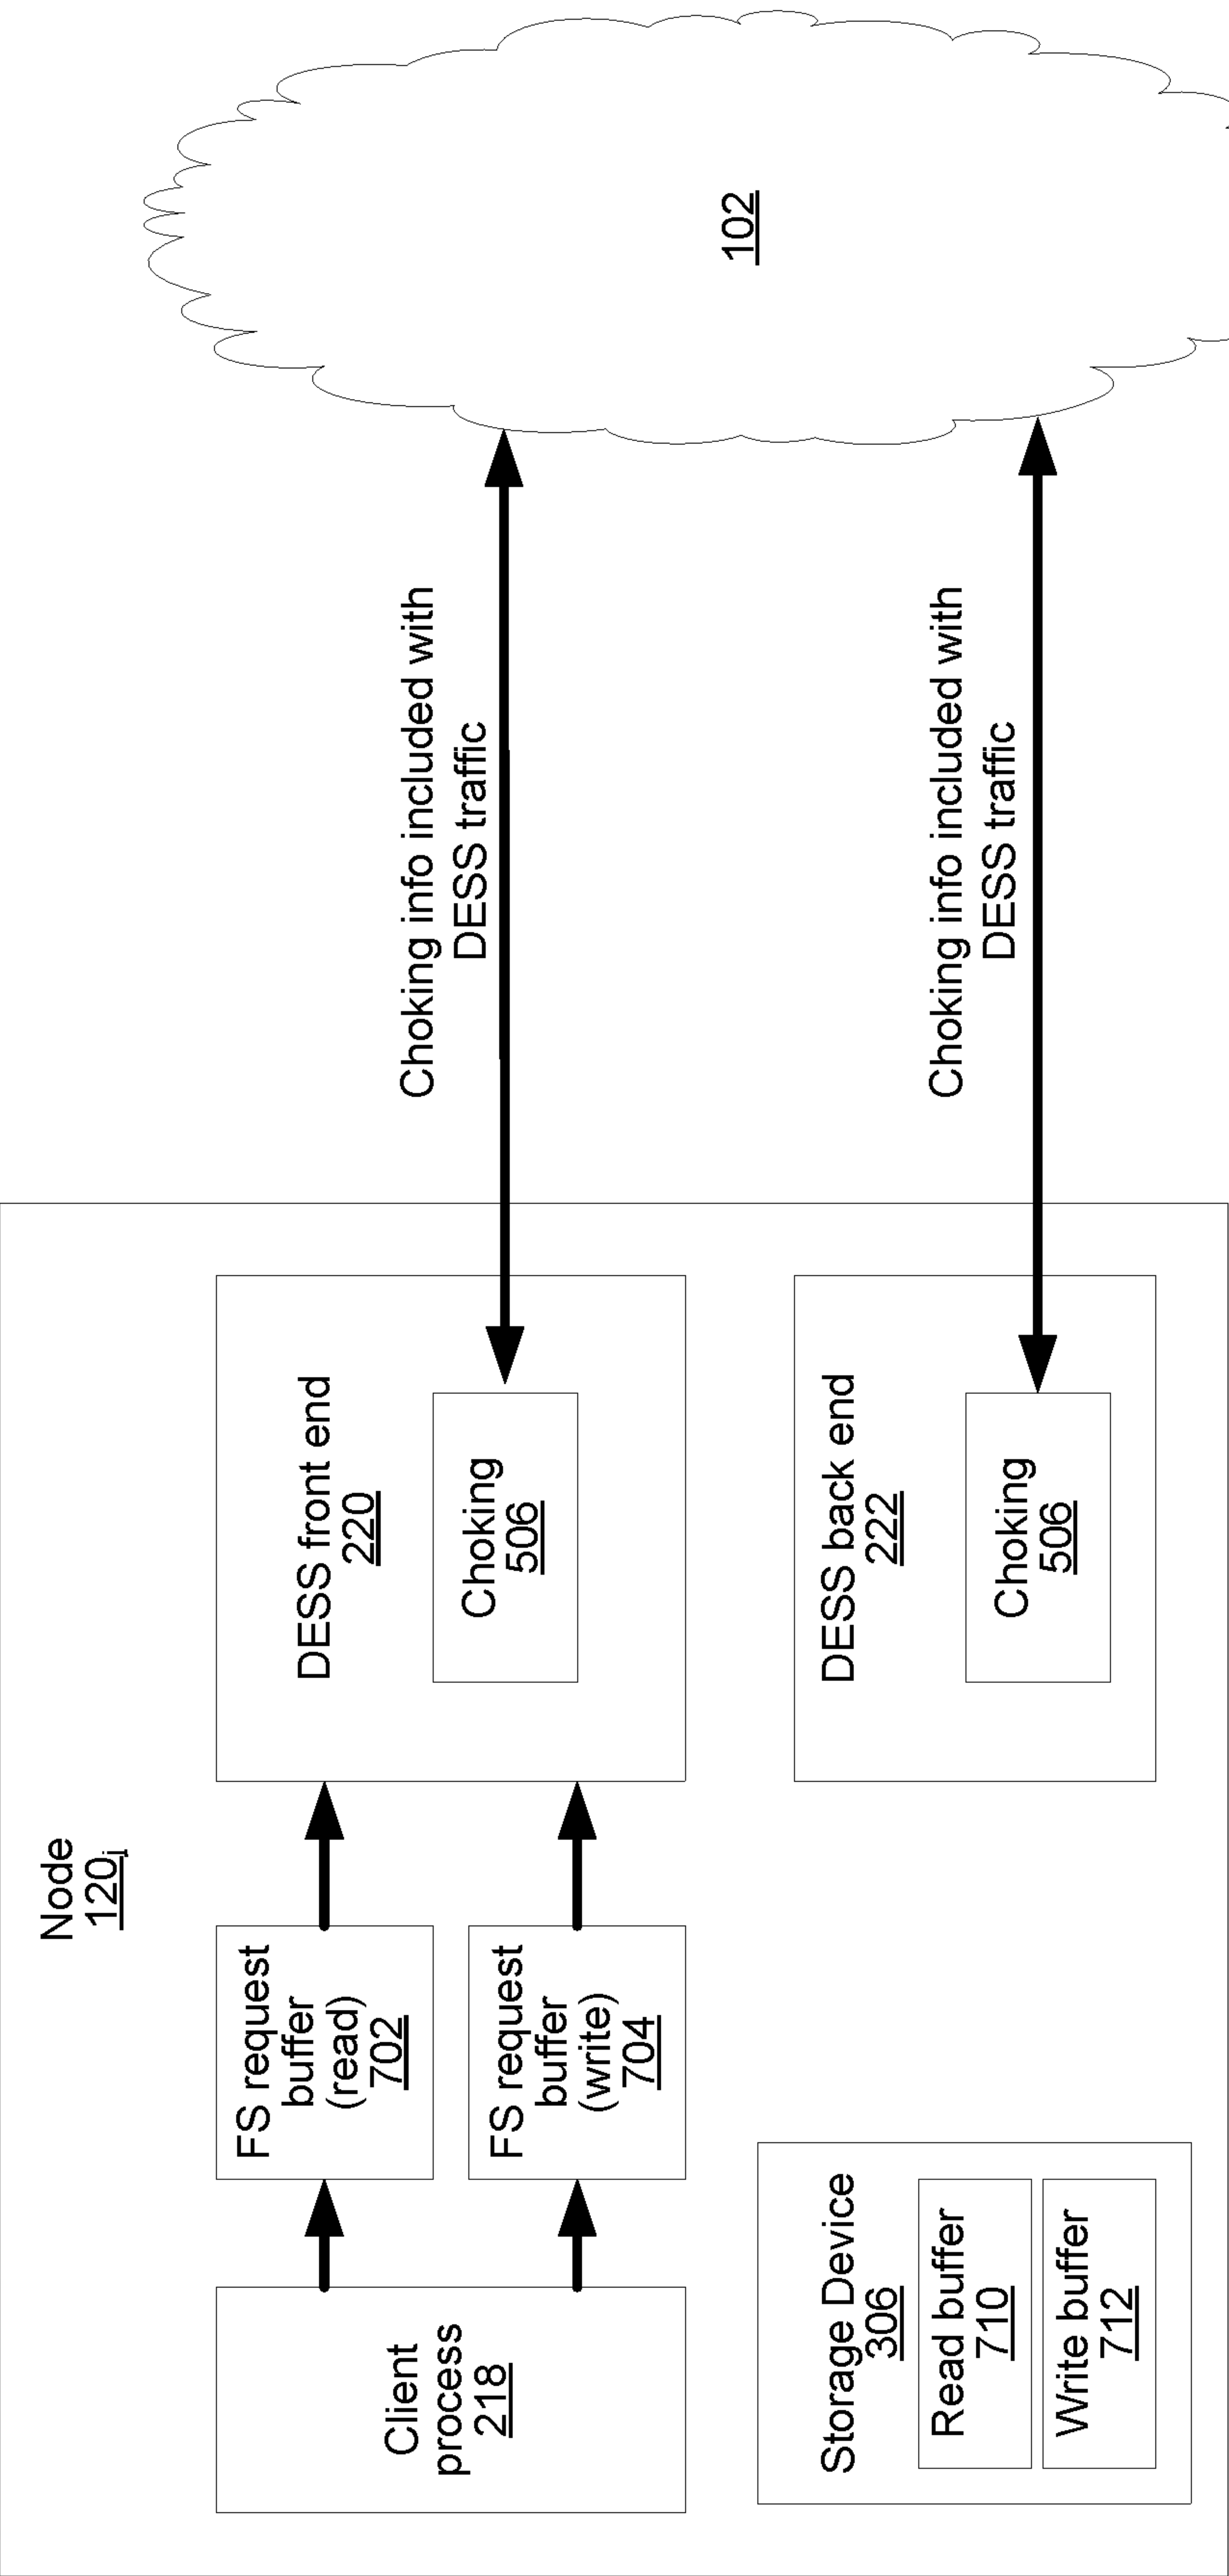 Node
120j
Client
process
218
FS request
buffer
(read)
702
FS request
buffer
(write)
704
DESS front end
220
Choking
506
Choking info included with
DESS traffic
102
Storage Device
306
Read buffer
710
Write buffer
712
DESS back end
222
Choking
506
Choking info included with
DESS traffic